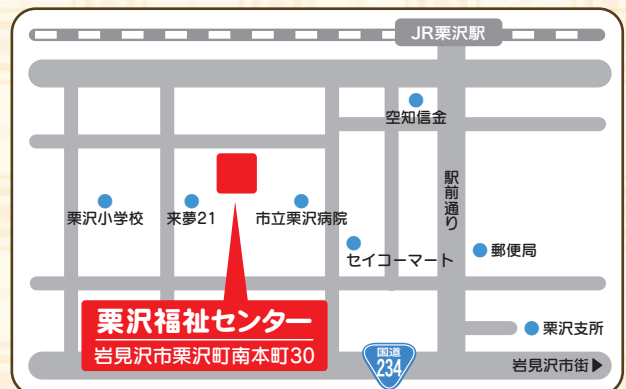 JR栗沢駅
空知信金
駅前通り
栗沢小学校
来夢21
市立栗沢病院
セイコーマート
郵便局
栗沢福祉センター
岩見沢市栗沢町南本町30
栗沢支所
国道
234
岩見沢市街▶